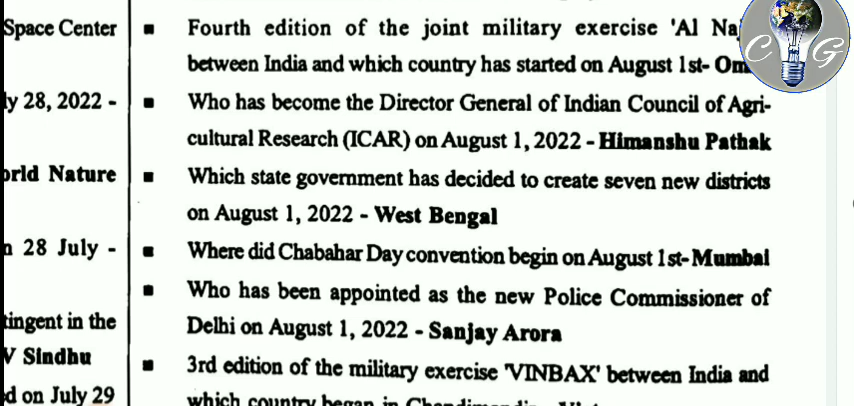 Space Center
ly 28, 2022 -
orld Nature
n 28 July -
tingent in the
V Sindhu
d on July 29
▪ Fourth edition of the joint military exercise 'Al Na
between India and which country has started on August 1st- Om
▪ Who has become the Director General of Indian Council of Agri-
cultural Research (ICAR) on August 1, 2022 - Himanshu Pathak
▪ Which state government has decided to create seven new districts
on August 1, 2022 - West Bengal
▪ Where did Chabahar Day convention begin on August 1st- Mumbai
▪ Who has been appointed as the new Police Commissioner of
Delhi on August 1, 2022 - Sanjay Arora
▪ 3rd edition of the military exercise 'VINBAX' between India and
which country began in
C G